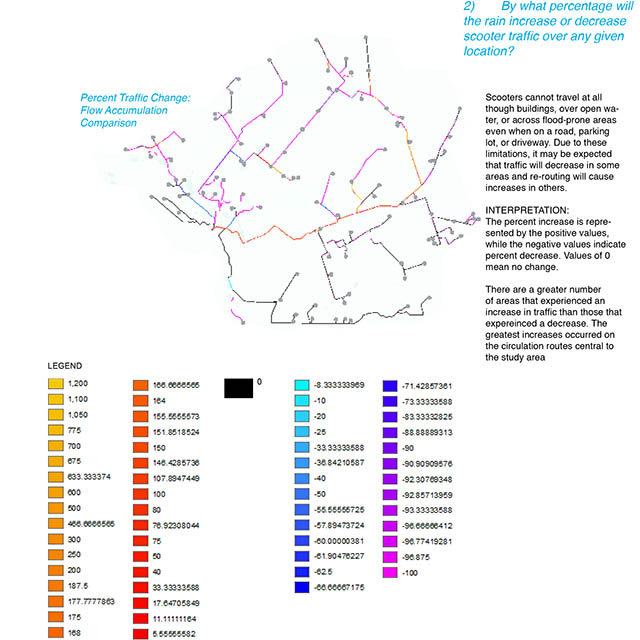 2) By what percentage will
the rain increase or decrease
scooter traffic over any given
location?
Percent Traffic Change:
Flow Accumulation
Comparison
Scooters cannot travel at all
though buildings, over open wa-
ter, or across flood-prone areas
even when on a road, parking
lot, or driveway. Due to these
limitations, it may be expected
that traffic will decrease in some
areas and re-routing will cause
increases in others.
INTERPRETATION:
The percent increase is repre-
sented by the positive values,
while the negative values indicate
percent decrease. Values of 0
mean no change.
There are a greater number
of areas that experienced an
increase in traffic than those that
expereinced a decrease. The
greatest increases occurred on
the circulation routes central to
the study area
LEGEND
1,200
1,100
1,050
775
700
675
633.333374
600
500
466.6666565
300
250
200
187.5
177.7777863
175
168
166.6666565
164
155.5555573
151.8518524
150
146.4285736
107.8947449
100
80
76.92308044
75
50
40
33.33333588
17.64705849
11.11111164
5.55555582
0
-8.333333969
-10
-20
-25
-33.33333588
-36.84210587
-40
-50
-55.55555725
-57.89473724
-60.00000381
-61.90476227
-62.5
-66.66667175
-71.42857361
-73.33333588
-83.33332825
-88.88889313
-90
-90.90909576
-92.30769348
-92.85713959
-93.33333588
-96.66666412
-96.77419281
-96.875
-100